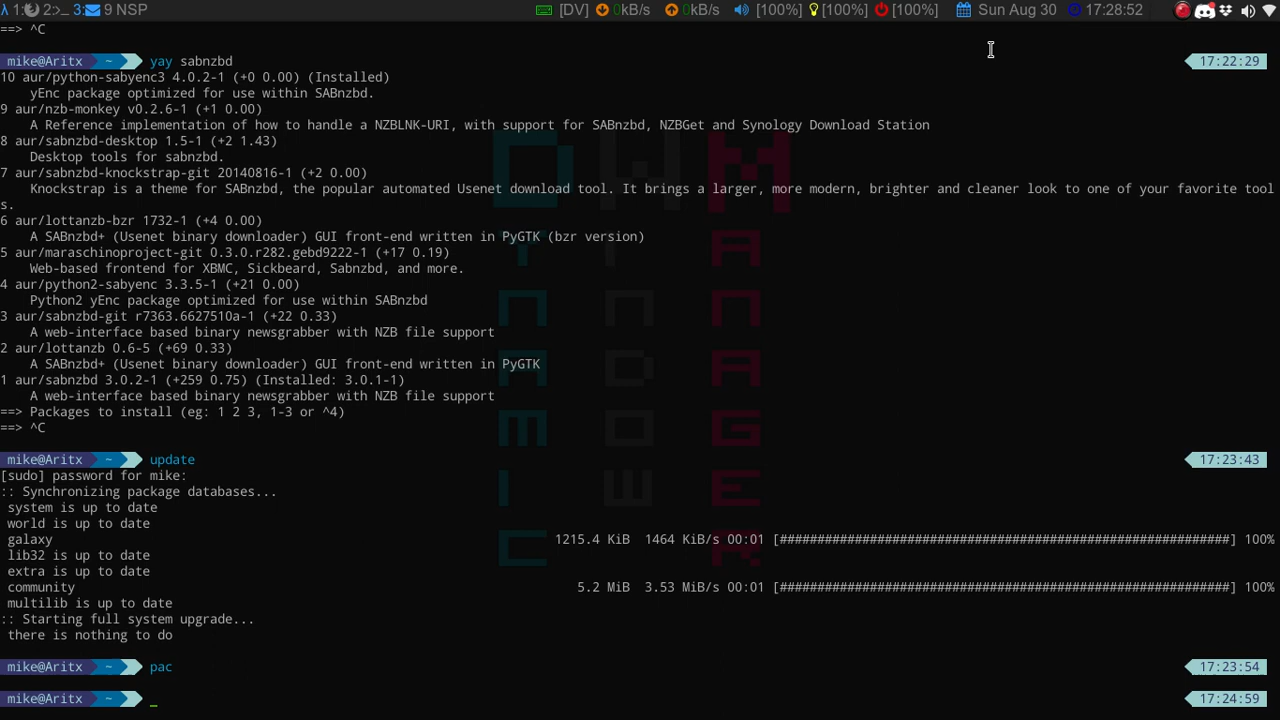 λ 1: 2:>_ 3: 9 NSP [DV] 0kB/s 0kB/s [100%] [100%] [100%] Sun Aug 30 17:28:52
==> ^C
mike@Aritx ~ yay sabnzbd 17:22:29
10 aur/python-sabyenc3 4.0.2-1 (+0 0.00) (Installed)
yEnc package optimized for use within SABnzbd.
9 aur/nzb-monkey v0.2.6-1 (+1 0.00)
A Reference implementation of how to handle a NZBLNK-URI, with support for SABnzbd, NZBGet and Synology Download Station
8 aur/sabnzbd-desktop 1.5-1 (+2 1.43)
Desktop tools for sabnzbd.
7 aur/sabnzbd-knockstrap-git 20140816-1 (+2 0.00)
Knockstrap is a theme for SABnzbd, the popular automated Usenet download tool. It brings a larger, more modern, brighter and cleaner look to one of your favorite tool
s.
6 aur/lottanzb-bzr 1732-1 (+4 0.00)
A SABnzbd+ (Usenet binary downloader) GUI front-end written in PyGTK (bzr version)
5 aur/maraschinoproject-git 0.3.0.r282.gebd9222-1 (+17 0.19)
Web-based frontend for XBMC, Sickbeard, Sabnzbd, and more.
4 aur/python2-sabyenc 3.3.5-1 (+21 0.00)
Python2 yEnc package optimized for use within SABnzbd
3 aur/sabnzbd-git r7363.6627510a-1 (+22 0.33)
A web-interface based binary newsgrabber with NZB file support
2 aur/lottanzb 0.6-5 (+69 0.33)
A SABnzbd+ (Usenet binary downloader) GUI front-end written in PyGTK
1 aur/sabnzbd 3.0.2-1 (+259 0.75) (Installed: 3.0.1-1)
A web-interface based binary newsgrabber with NZB file support
==> Packages to install (eg: 1 2 3, 1-3 or ^4)
==> ^C
mike@Aritx ~ update 17:23:43
[sudo] password for mike:
:: Synchronizing package databases...
system is up to date
world is up to date
galaxy 1215.4 KiB 1464 KiB/s 00:01 [############################################################] 100%
lib32 is up to date
extra is up to date
community 5.2 MiB 3.53 MiB/s 00:01 [############################################################] 100%
multilib is up to date
:: Starting full system upgrade...
there is nothing to do
mike@Aritx ~ pac 17:23:54
mike@Aritx ~ _ 17:24:59
DYNAMIC
WINDOW
MANAGER